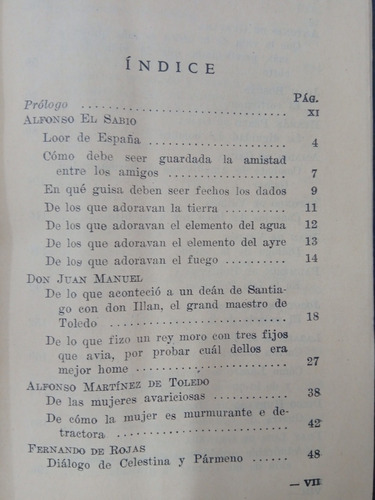 ÍNDICE
PÁG.
Prólogo ........................................ XI
ALFONSO EL SABIO
Loor de España ........................... 4
Cómo debe seer guardada la amistad
entre los amigos ........................ 7
En qué guisa deben seer fechos los dados 9
De los que adoravan la tierra .......... 11
De los que adoravan el elemento del agua 12
De los que adoravan el elemento del ayre 13
De los que adoravan el fuego .......... 14
DON JUAN MANUEL
De lo que aconteció a un deán de Santia-
go con don Illan, el grand maestro de
Toledo ........................................ 18
De lo que fizo un rey moro con tres fijos
que avia, por probar cuál dellos era
mejor home ................................ 27
ALFONSO MARTÍNEZ DE TOLEDO
De las mujeres avariciosas ............. 38
De cómo la mujer es murmurante e de-
tractora ...................................... 42
FERNANDO DE ROJAS
Diálogo de Celestina y Pármeno ...... 48
— VII